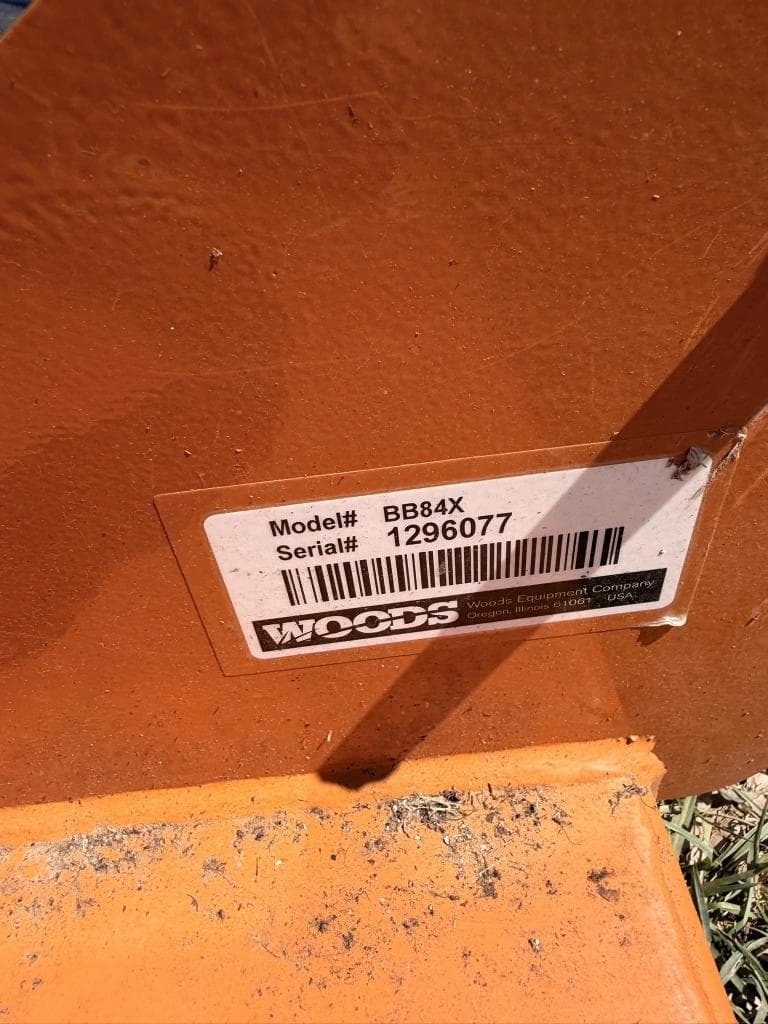 Model# BB84X
Serial# 1296077
WOODS
Woods Equipment Company
Oregon, Illinois 61061 USA